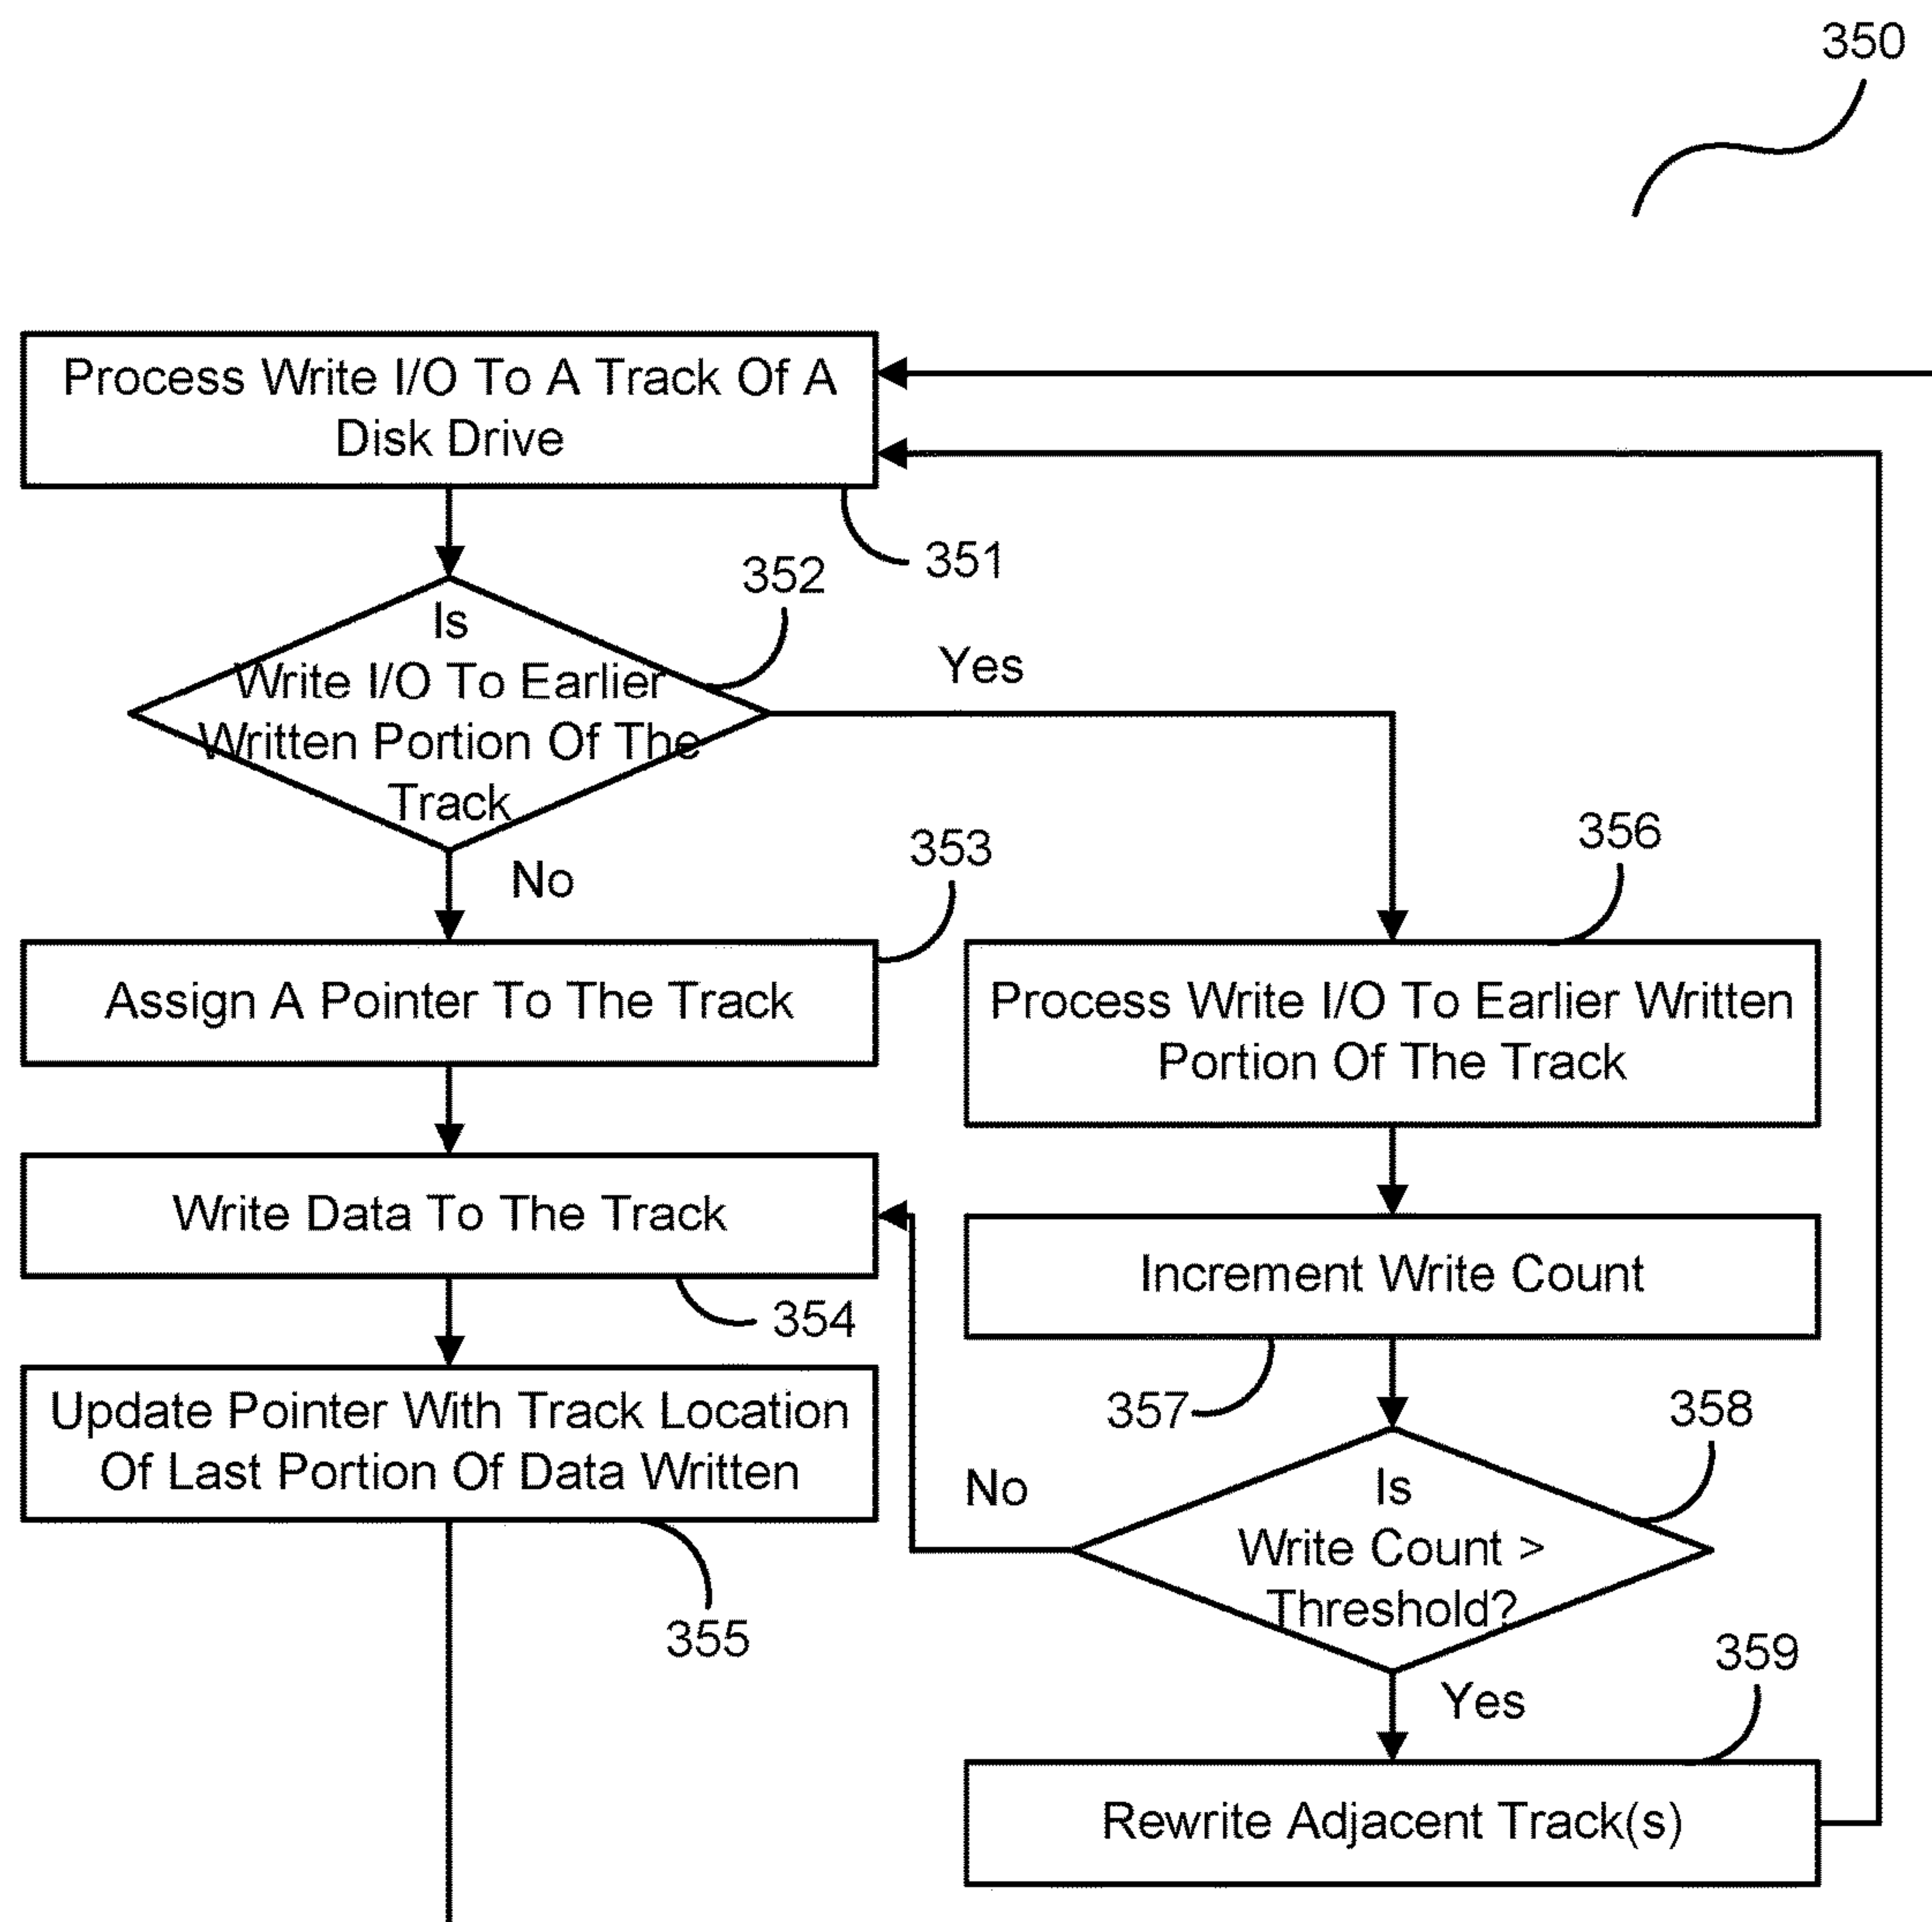 350
Process Write I/O To A Track Of A
Disk Drive
351
352
Is
Write I/O To Earlier
Written Portion Of The
Track
Yes
No
353
Assign A Pointer To The Track
356
Process Write I/O To Earlier Written
Portion Of The Track
Write Data To The Track
354
Increment Write Count
357
Update Pointer With Track Location
Of Last Portion Of Data Written
355
358
Is
Write Count >
Threshold?
No
Yes
359
Rewrite Adjacent Track(s)